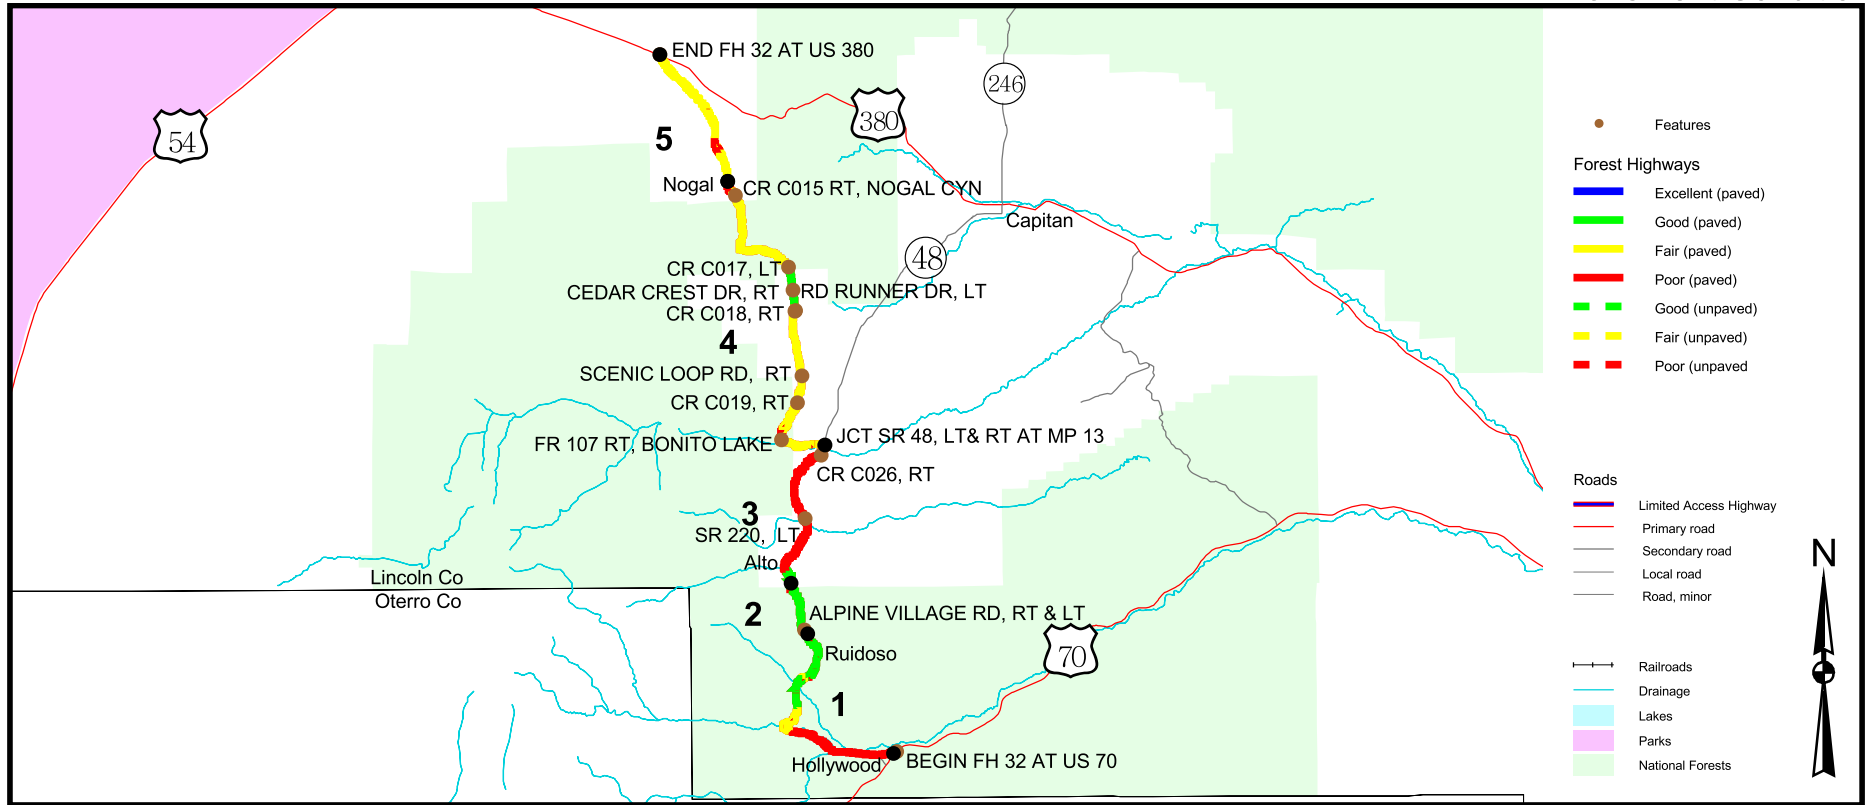 END FH 32 AT US 380
246
54
380
5
Nogal
CR C015 RT, NOGAL CYN
Capitan
48
CR C017, LT
CEDAR CREST DR, RT
RD RUNNER DR, LT
CR C018, RT
4
SCENIC LOOP RD, RT
CR C019, RT
FR 107 RT, BONITO LAKE
JCT SR 48, LT& RT AT MP 13
CR C026, RT
3
SR 220, LT
Alto
Lincoln Co
Oterro Co
2
ALPINE VILLAGE RD, RT & LT
Ruidoso
70
1
Hollywood
BEGIN FH 32 AT US 70
Features
Forest Highways
Excellent (paved)
Good (paved)
Fair (paved)
Poor (paved)
Good (unpaved)
Fair (unpaved)
Poor (unpaved
Roads
Limited Access Highway
Primary road
Secondary road
Local road
Road, minor
Railroads
Drainage
Lakes
Parks
National Forests
N